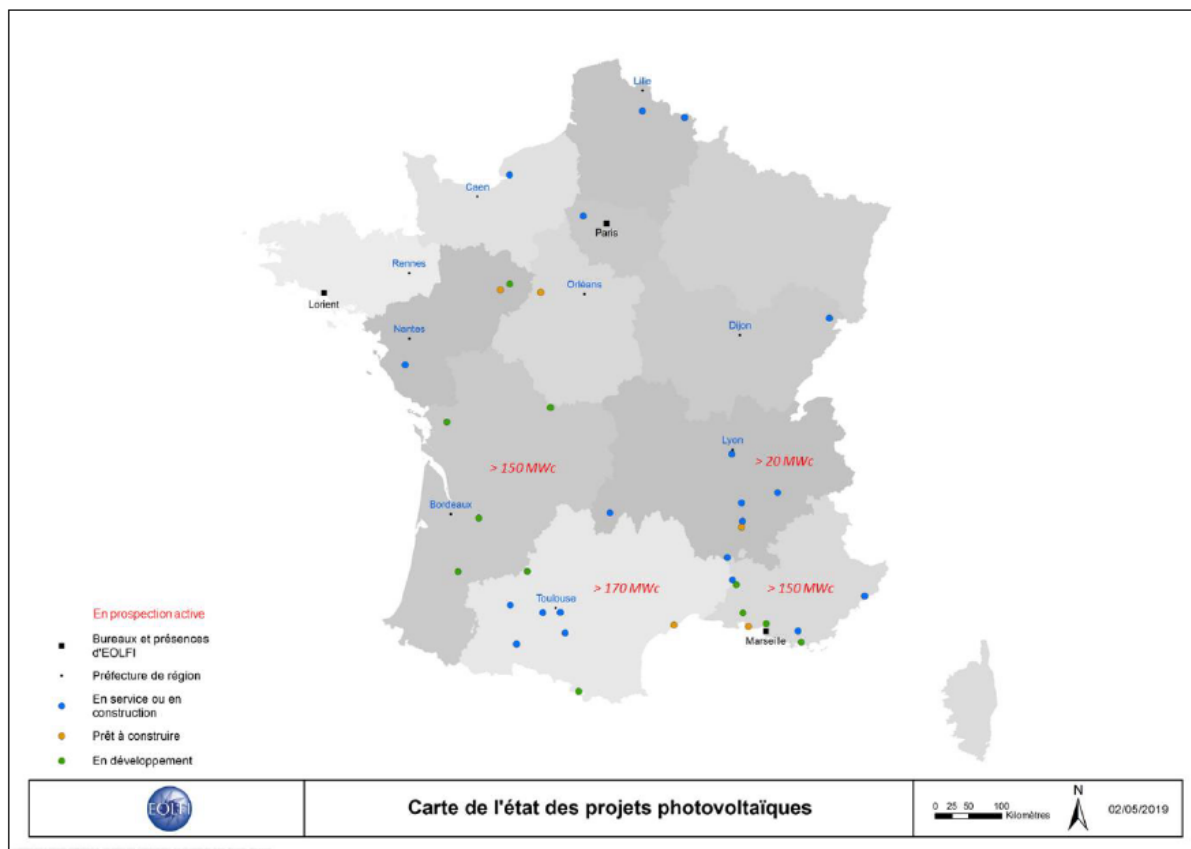 Lille
Caen
Paris
Rennes
Orléans
Lorient
Nantes
Dijon
Lyon
> 150 MWc
> 20 MWc
Bordeaux
> 170 MWc
> 150 MWc
Toulouse
Marseille
En prospection active
Bureaux et présences
d'EOLFI
Préfecture de région
En service ou en
construction
Prêt à construire
En développement
EOLFI
Carte de l'état des projets photovoltaïques
0 25 50 100
Kilomètres
N
02/05/2019